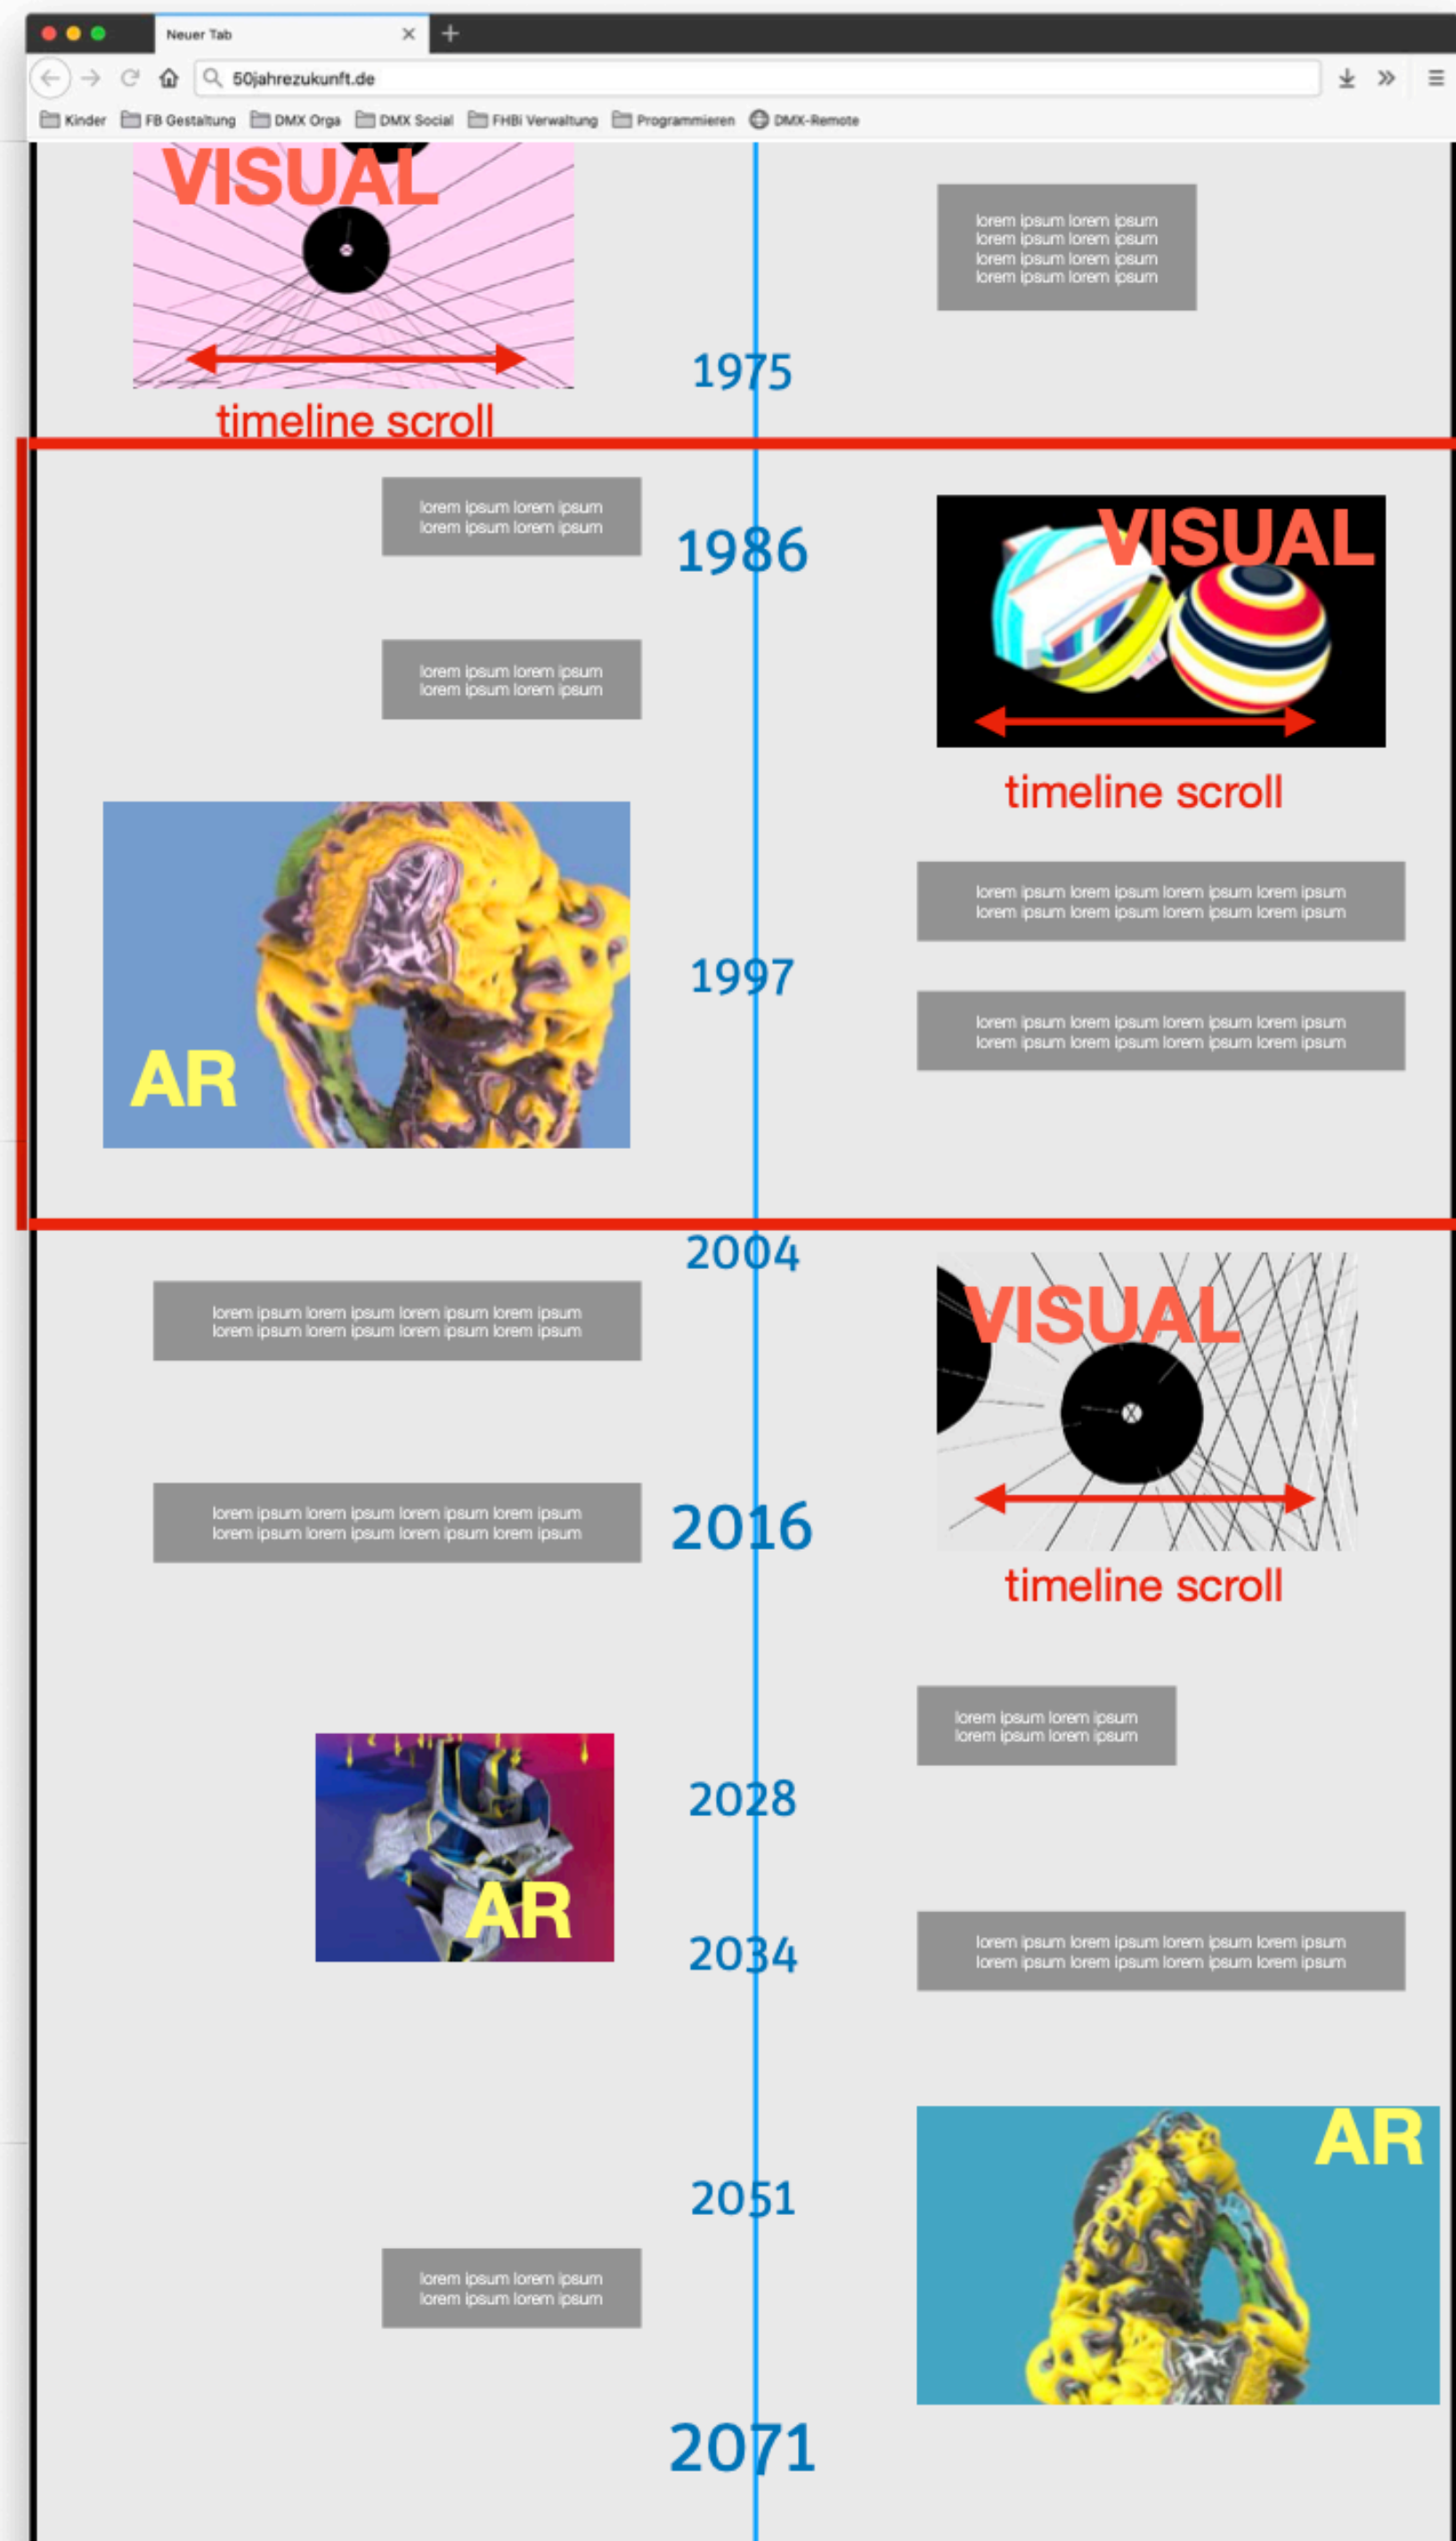 Neuer Tab
50jahrezukunft.de
Kinder FB Gestaltung DMX Orga DMX Social FHBi Verwaltung Programmieren DMX-Remote
VISUAL
lorem ipsum lorem ipsum
lorem ipsum lorem ipsum
lorem ipsum lorem ipsum
lorem ipsum lorem ipsum
1975
timeline scroll
lorem ipsum lorem ipsum
lorem ipsum lorem ipsum
1986
VISUAL
lorem ipsum lorem ipsum
lorem ipsum lorem ipsum
timeline scroll
lorem ipsum lorem ipsum lorem ipsum lorem ipsum
lorem ipsum lorem ipsum lorem ipsum lorem ipsum
1997
lorem ipsum lorem ipsum lorem ipsum lorem ipsum
lorem ipsum lorem ipsum lorem ipsum lorem ipsum
AR
2004
lorem ipsum lorem ipsum lorem ipsum lorem ipsum
lorem ipsum lorem ipsum lorem ipsum lorem ipsum
VISUAL
lorem ipsum lorem ipsum lorem ipsum lorem ipsum
lorem ipsum lorem ipsum lorem ipsum lorem ipsum
2016
timeline scroll
lorem ipsum lorem ipsum
lorem ipsum lorem ipsum
2028
AR
2034
lorem ipsum lorem ipsum lorem ipsum lorem ipsum
lorem ipsum lorem ipsum lorem ipsum lorem ipsum
AR
2051
lorem ipsum lorem ipsum
lorem ipsum lorem ipsum
2071